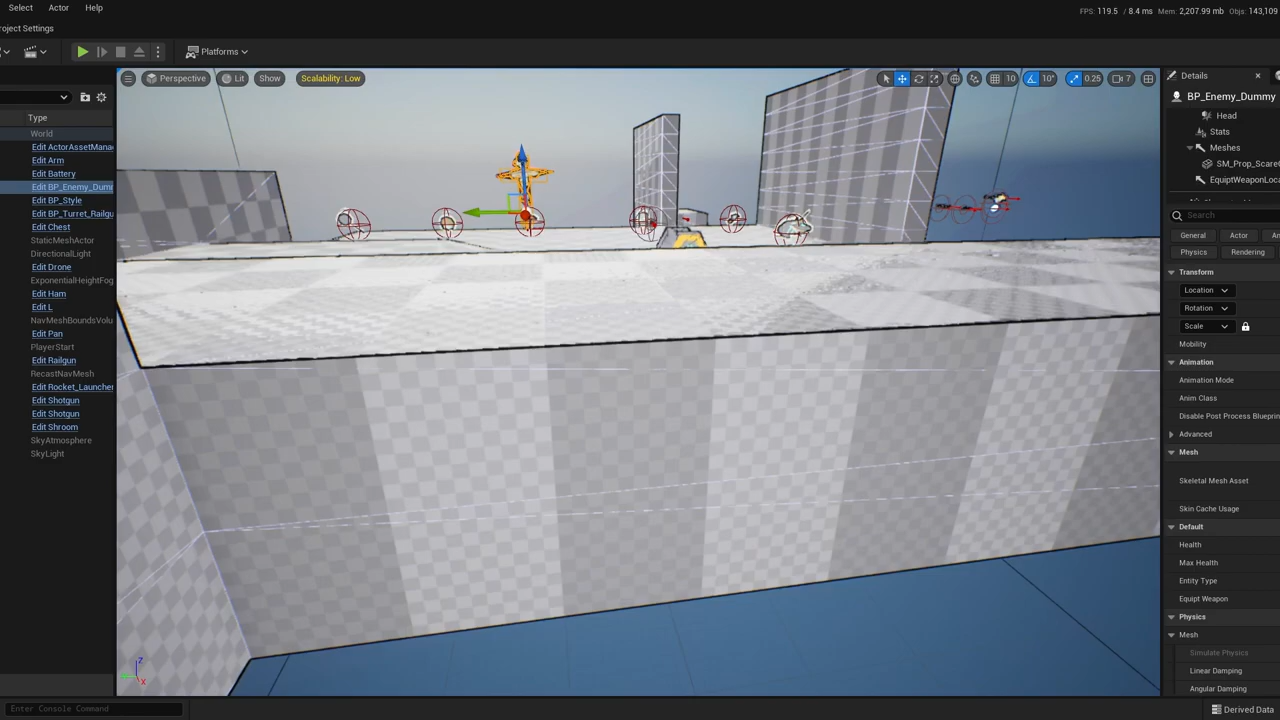 Select Actor Help
FPS: 119.5 / 8.4 ms Mem: 2,207.99 mb Objs: 143,109
roject Settings
Platforms
Perspective Lit Show Scalability: Low
10 10° 0.25 7
Type
World
Edit ActorAssetMana
Edit Arm
Edit Battery
Edit BP_Enemy_Dumm
Edit BP_Style
Edit BP_Turret_Railgu
Edit Chest
StaticMeshActor
DirectionalLight
Edit Drone
ExponentialHeightFog
Edit Ham
Edit L
NavMeshBoundsVolu
Edit Pan
PlayerStart
Edit Railgun
RecastNavMesh
Edit Rocket_Launcher
Edit Shotgun
Edit Shotgun
Edit Shroom
SkyAtmosphere
SkyLight
Z
X
Enter Console Command
Details
BP_Enemy_Dummy
Head
Stats
Meshes
SM_Prop_Scare
EquiptWeaponLoca
Search
General Actor An
Physics Rendering
Transform
Location
Rotation
Scale
Mobility
Animation
Animation Mode
Anim Class
Disable Post Process Blueprin
Advanced
Mesh
Skeletal Mesh Asset
Skin Cache Usage
Default
Health
Max Health
Entity Type
Equipt Weapon
Physics
Mesh
Simulate Physics
Linear Damping
Angular Damping
Derived Data